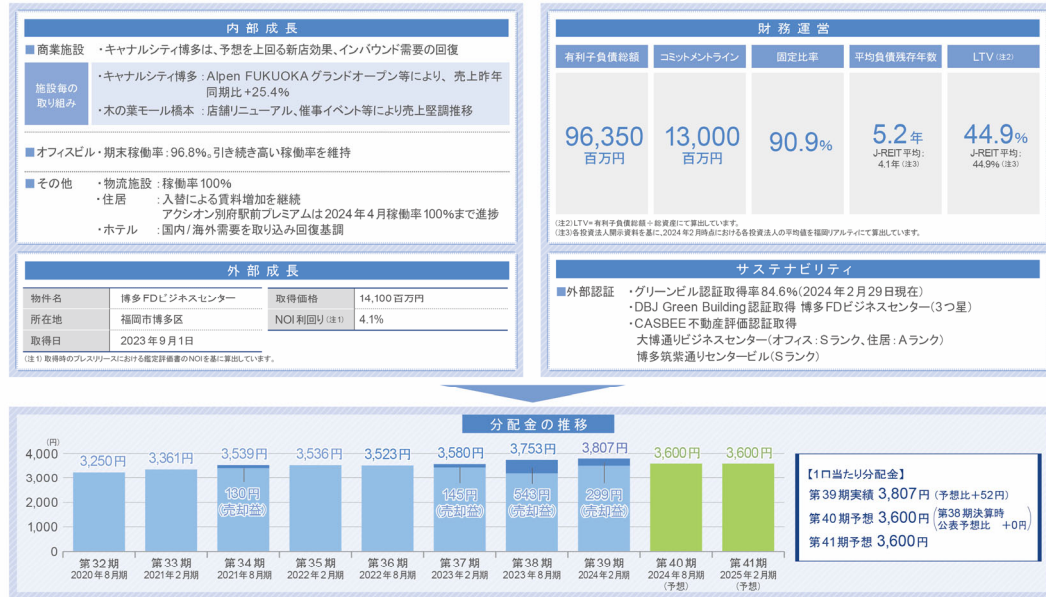 内部成長
■商業施設 ・キャナルシティ博多は、予想を上回る新店効果、インバウンド需要の回復
施設毎の
取り組み
・キャナルシティ博多：Alpen FUKUOKAグランドオープン等により、売上昨年
同期比+25.4%
・木の葉モール橋本 ：店舗リニューアル、催事イベント等により売上堅調推移
■オフィスビル・期末稼働率：96.8%。引き続き高い稼働率を維持
■その他 ・物流施設：稼働率100%
・住居 ：入替による賃料増加を継続
アクシオン別府駅前プレミアムは2024年4月稼働率100%まで進捗
・ホテル ：国内/海外需要を取り込み回復基調
外部成長
物件名 博多FDビジネスセンター 取得価格 14,100百万円
所在地 福岡市博多区 NOI利回り(注1) 4.1%
取得日 2023年9月1日
(注1)取得時のプレスリリースにおける鑑定評価書のNOIを基に算出しています。
財務運営
有利子負債総額 コミットメントライン 固定比率 平均負債残存年数 LTV(注2)
96,350
百万円
13,000
百万円
90.9%
5.2年
J-REIT平均:
4.1年(注3)
44.9%
J-REIT平均:
44.9%(注3)
(注2)LTV=有利子負債総額÷総資産にて算出しています。
(注3)各投資法人開示資料を基に、2024年2月時点における各投資法人の平均値を福岡リアルティにて算出しています。
サステナビリティ
■外部認証 ・グリーンビル認証取得率84.6%(2024年2月29日現在)
・DBJ Green Building認証取得 博多FDビジネスセンター(3つ星)
・CASBEE不動産評価認証取得
大博通りビジネスセンター(オフィス：Sランク、住居：Aランク)
博多筑紫通りセンタービル(Sランク)
分配金の推移
(円)
4,000
3,000
2,000
1,000
0
3,250円 3,361円 3,539円 3,536円 3,523円 3,580円 3,753円 3,807円 3,600円 3,600円
130円
(売却益)
145円
(売却益)
543円
(売却益)
299円
(売却益)
第32期 第33期 第34期 第35期 第36期 第37期 第38期 第39期 第40期 第41期
2020年8月期 2021年2月期 2021年8月期 2022年2月期 2022年8月期 2023年2月期 2023年8月期 2024年2月期 2024年8月期 2025年2月期
(予想) (予想)
【1口当たり分配金】
第39期実績 3,807円 (予想比+52円)
第40期予想 3,600円 (第38期決算時
公表予想比 +0円)
第41期予想 3,600円